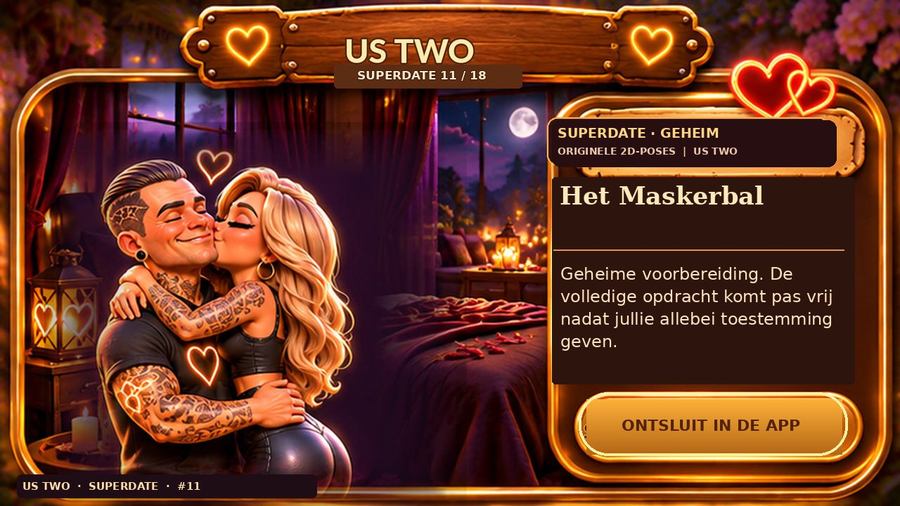 US TWO
SUPERDATE 11 / 18
SUPERDATE · GEHEIM
ORIGINELE 2D-POSES | US TWO
Het Maskerbal
Geheime voorbereiding. De
volledige opdracht komt pas vrij
nadat jullie allebei toestemming
geven.
ONTSLUIT IN DE APP
US TWO · SUPERDATE · #11